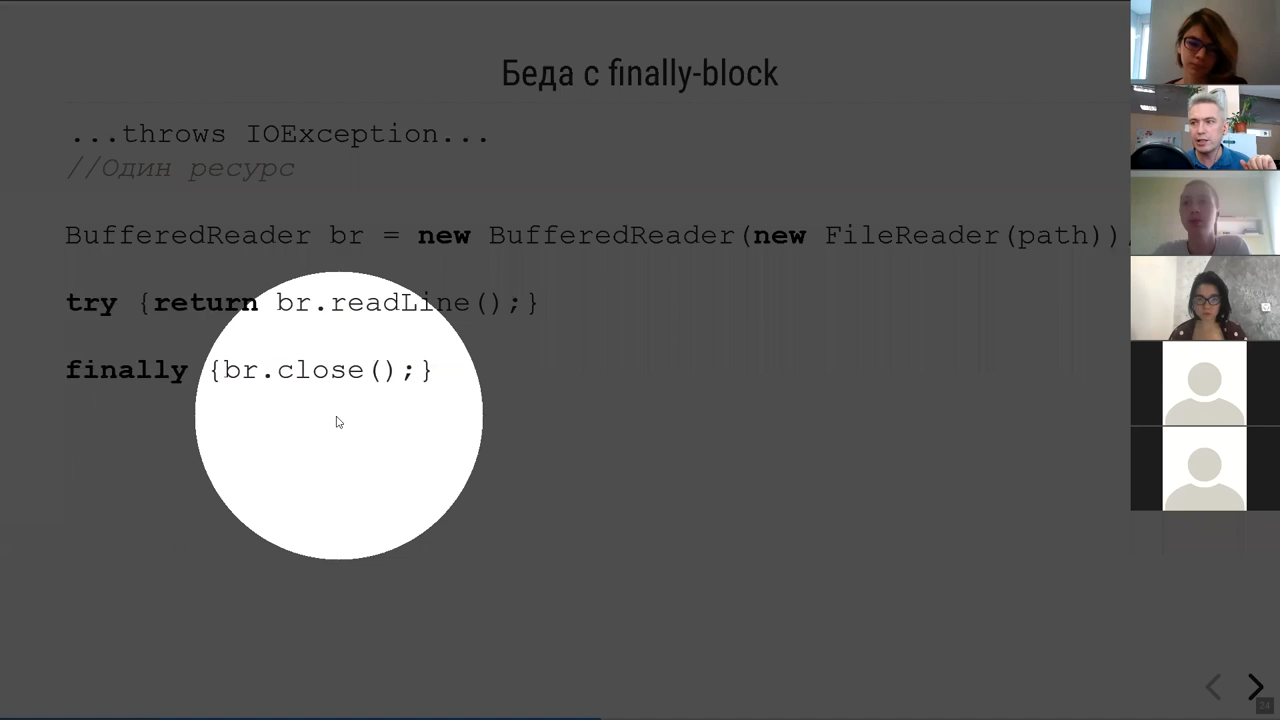 Беда с finally-block
...throws IOException...
//Один ресурс
BufferedReader br = new BufferedReader(new FileReader(path))
try {return br.readLine();}
finally {br.close();}
24